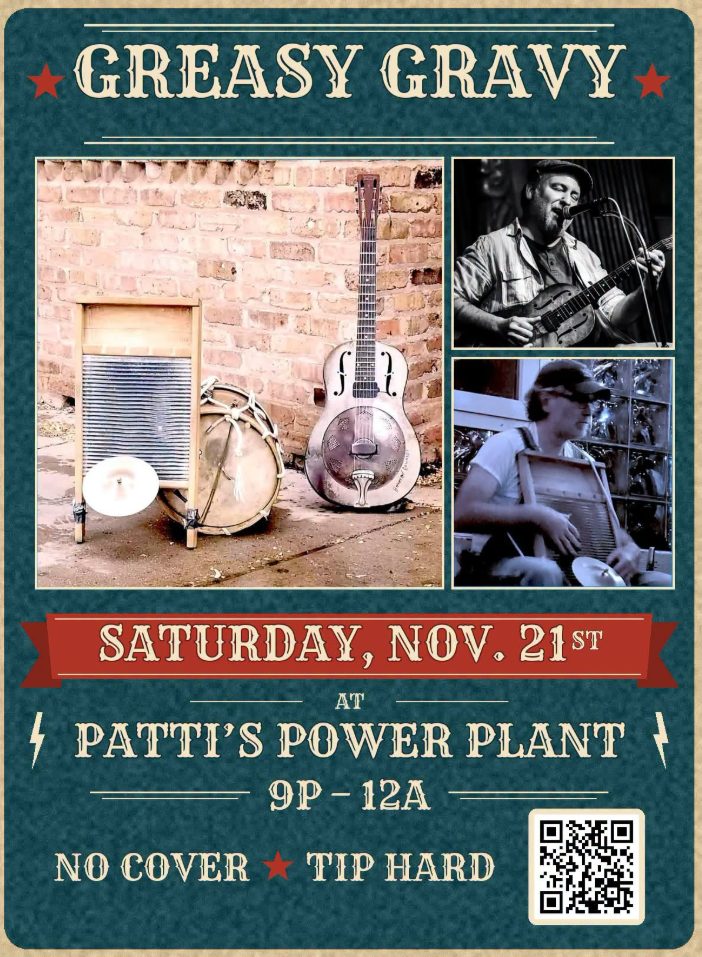 GREASY GRAVY
SATURDAY, NOV. 21ST
AT
PATTI'S POWER PLANT
9P – 12A
NO COVER ★ TIP HARD